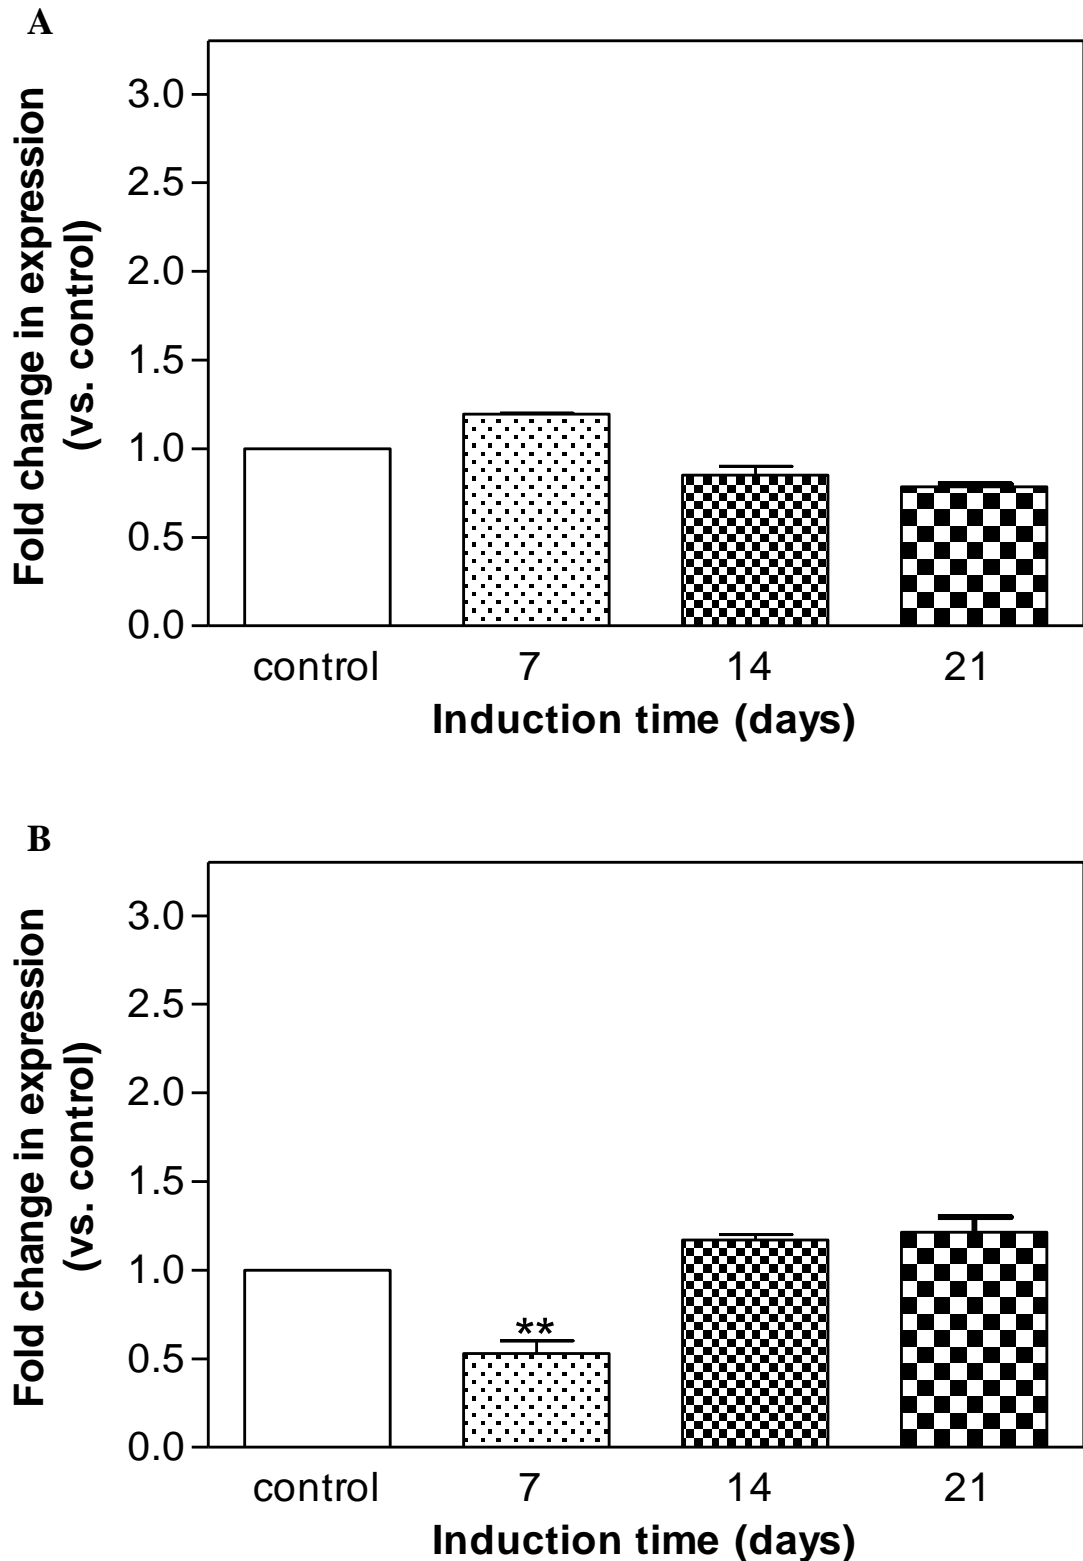 A
Fold change in expression
(vs. control)
3.0
2.5
2.0
1.5
1.0
0.5
0.0
control 7 14 21
Induction time (days)
B
Fold change in expression
(vs. control)
3.0
2.5
2.0
1.5
1.0
**
0.5
0.0
control 7 14 21
Induction time (days)